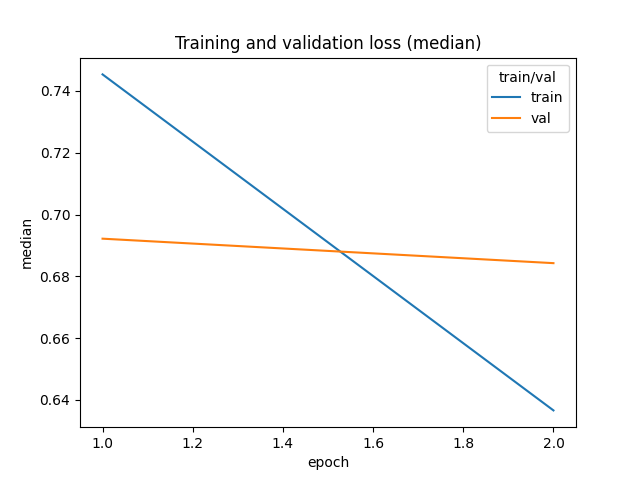 Training and validation loss (median)
train/val
train
val
0.74
0.72
0.70
0.68
0.66
0.64
median
1.0 1.2 1.4 1.6 1.8 2.0
epoch